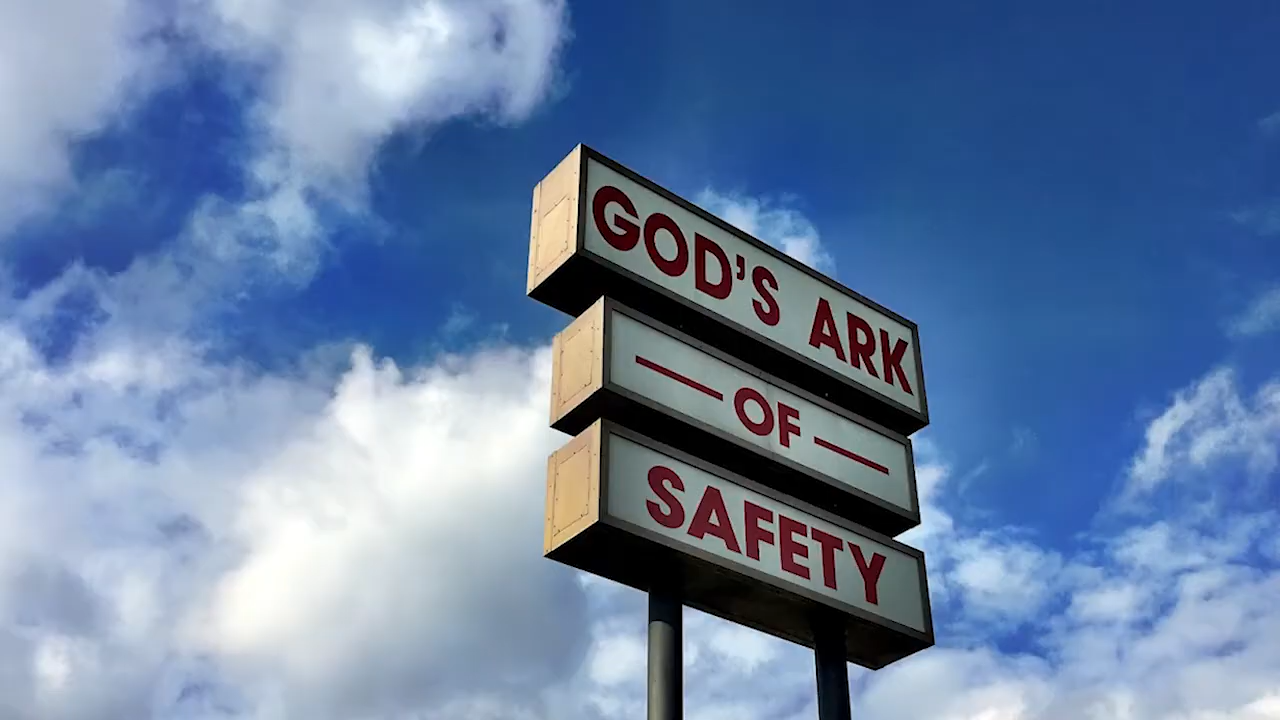 GOD'S ARK
— OF —
SAFETY